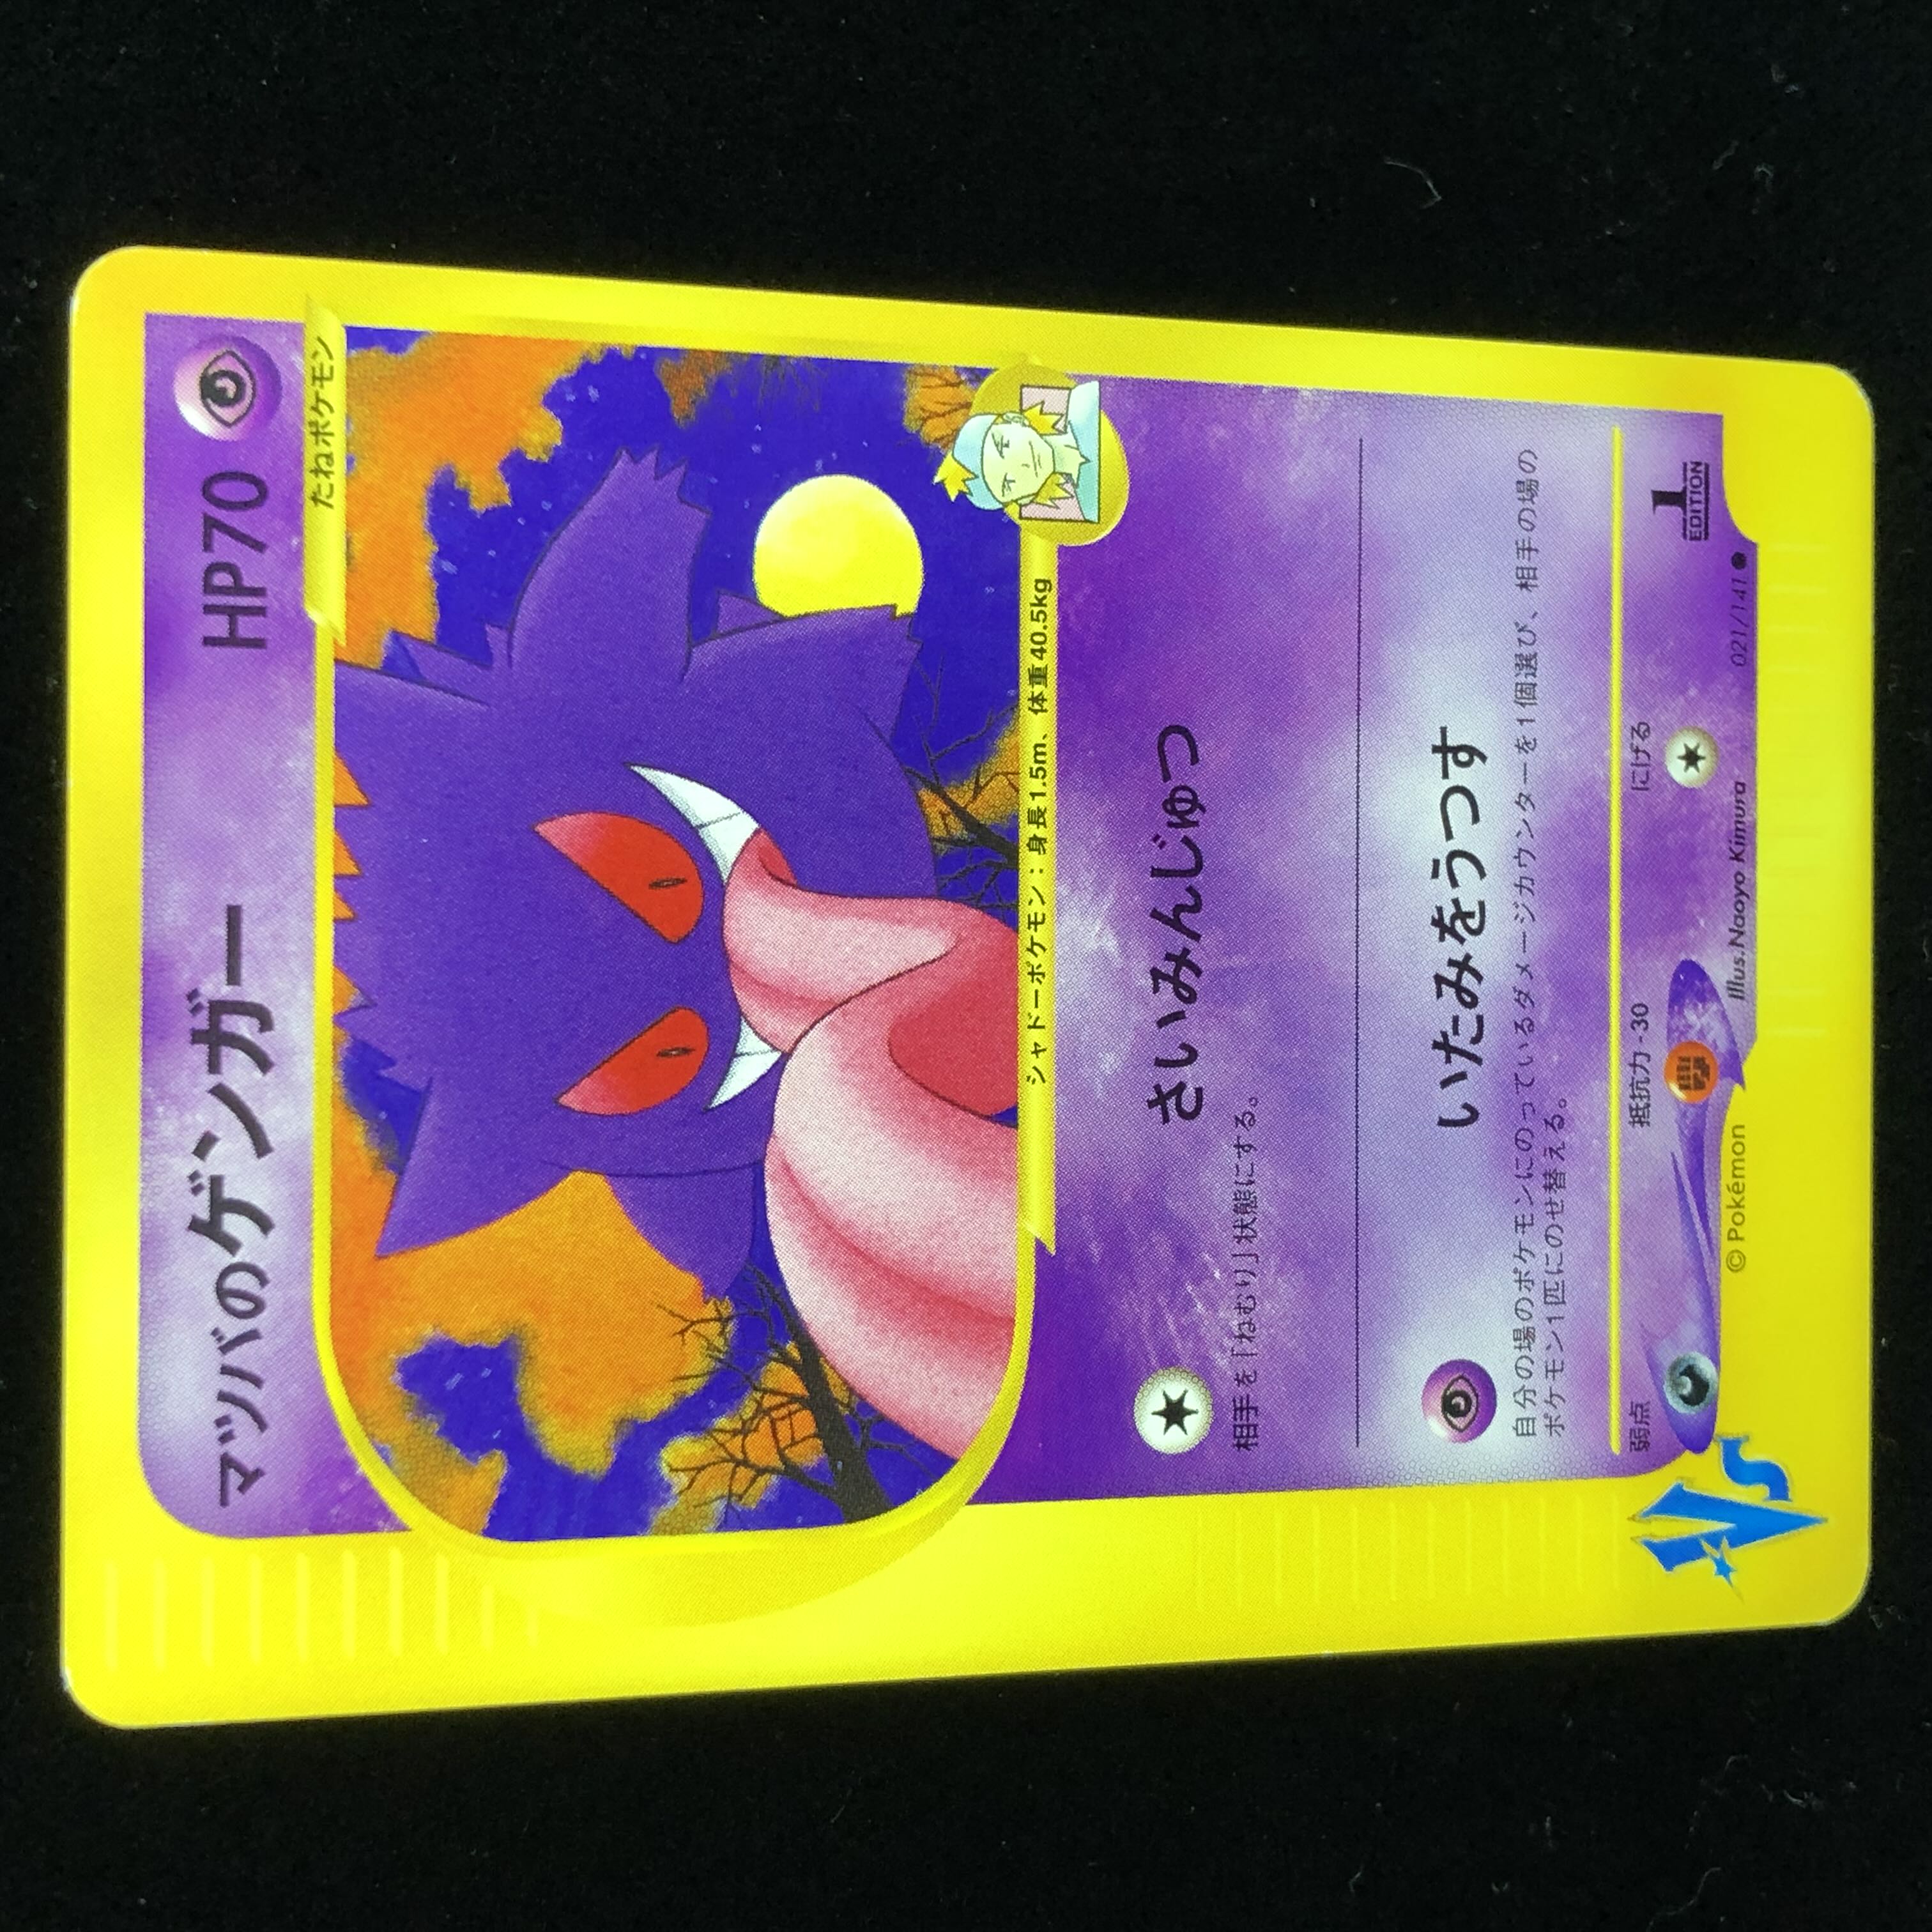 マツバのゲンガー HP70
たねポケモン
シャドーポケモン：身長1.5m、体重40.5kg
さいみんじゅつ
相手を「ねむり」状態にする。
いたみをうつす
自分の場のポケモンにのっているダメージカウンターを1個選び、相手の場の
ポケモン1匹にのせ替える。
弱点 抵抗力 -30 にげる
1
EDITION
Illus.Naoyo Kimura 021/141 ●
©Pokémon
VS